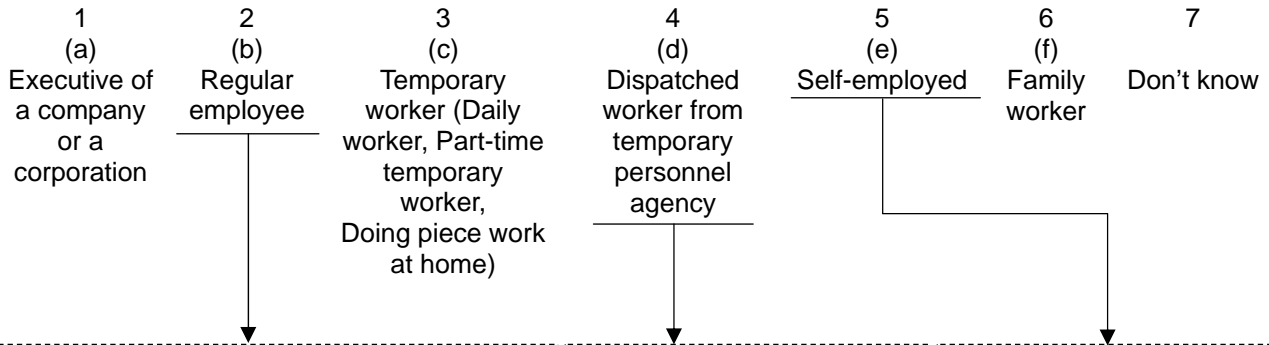 1 2 3 4 5 6 7
(a) (b) (c) (d) (e) (f)
Executive of
a company
or a
corporation
Regular
employee
Temporary
worker (Daily
worker, Part-time
temporary
worker,
Doing piece work
at home)
Dispatched
worker from
temporary
personnel
agency
Self-employed
Family
worker
Don’t know